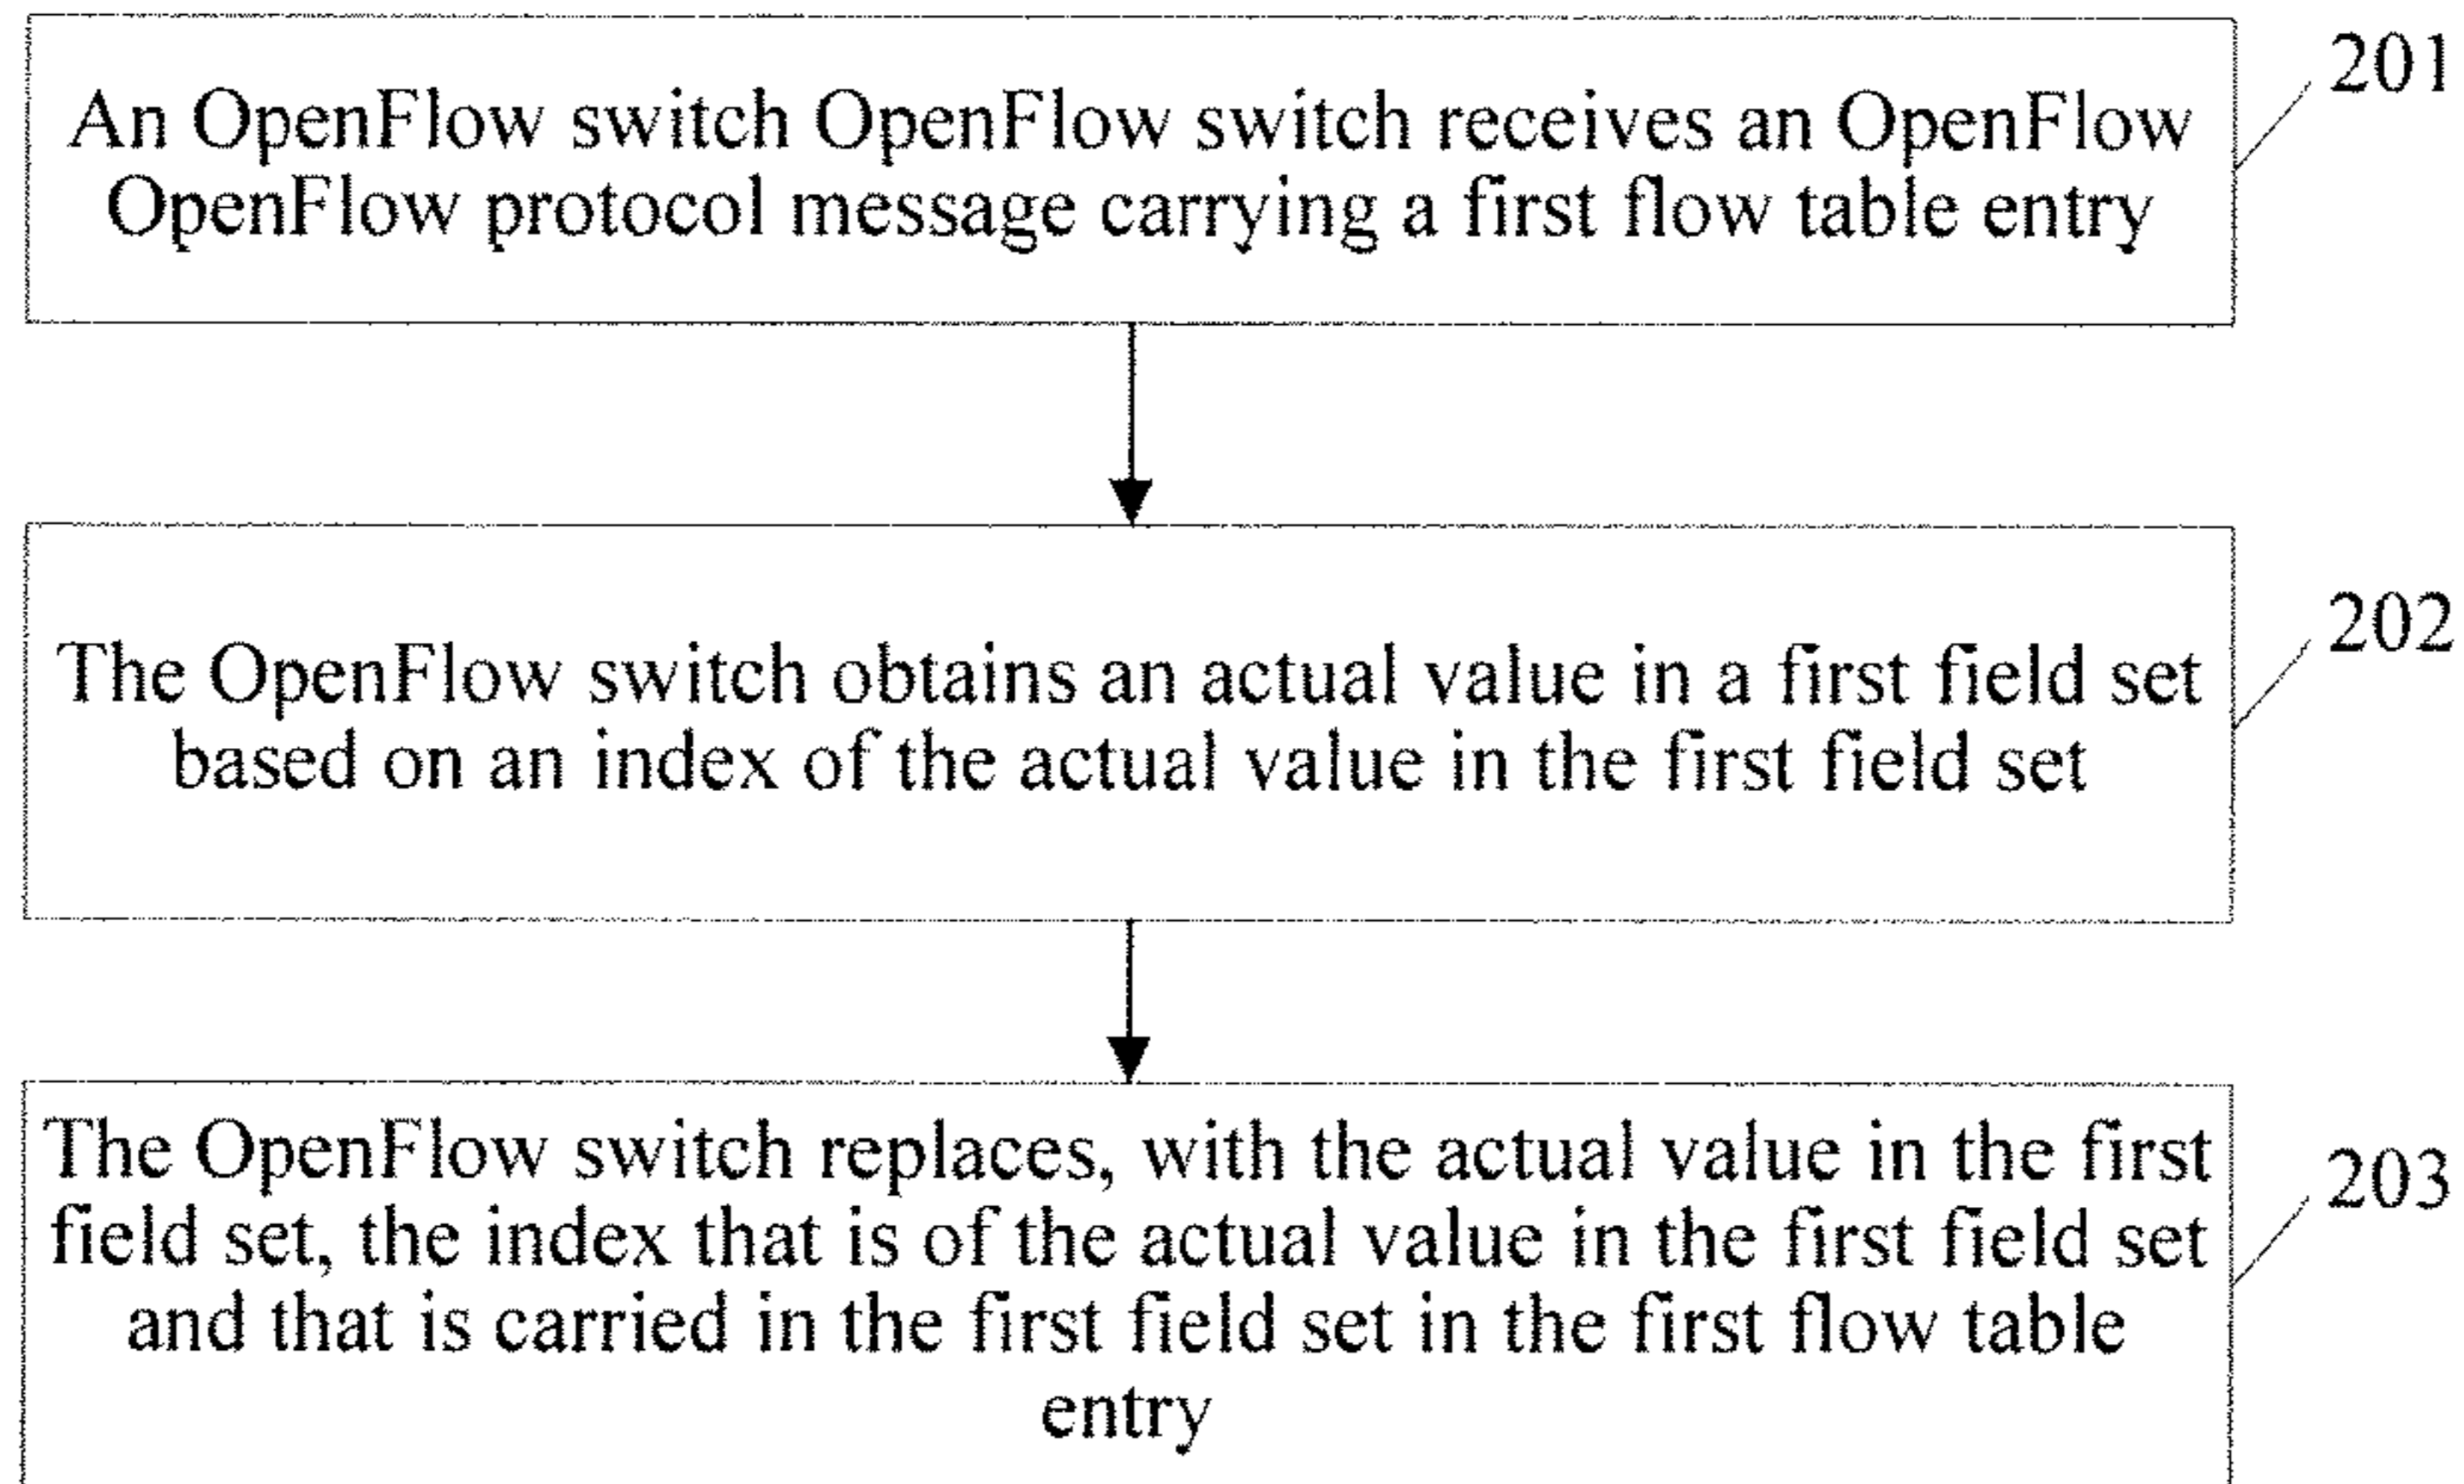 An OpenFlow switch OpenFlow switch receives an OpenFlow
OpenFlow protocol message carrying a first flow table entry
201
The OpenFlow switch obtains an actual value in a first field set
based on an index of the actual value in the first field set
202
The OpenFlow switch replaces, with the actual value in the first
field set, the index that is of the actual value in the first field set
and that is carried in the first field set in the first flow table
entry
203